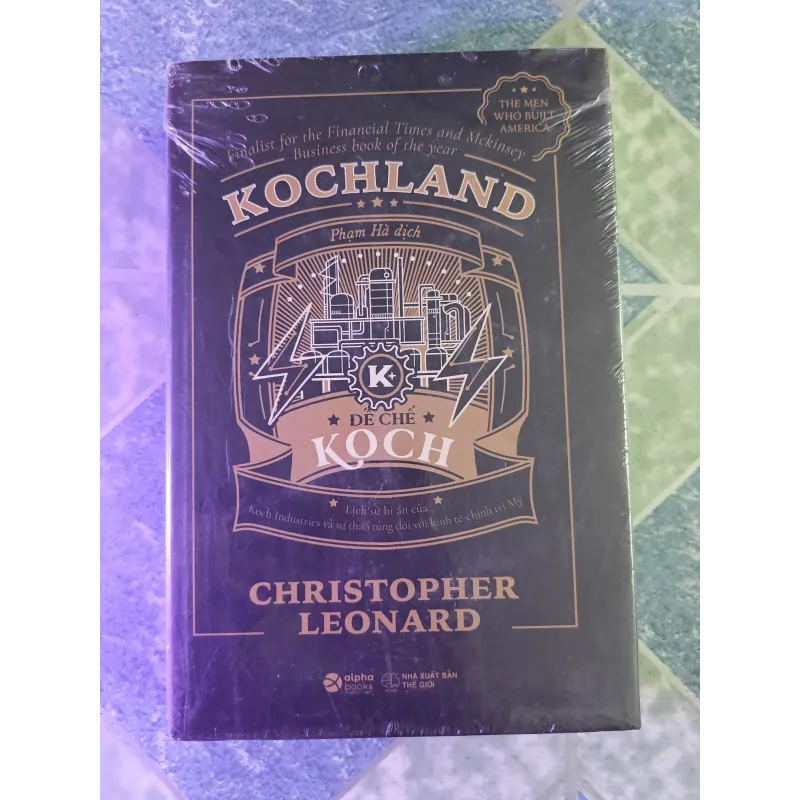 THE MEN
WHO BUILT
AMERICA
Finalist for the Financial Times and Mckinsey
Business book of the year
KOCHLAND
Phạm Hà dịch
K
ĐẾ CHẾ
KOCH
Lịch sử bí ẩn của
Koch Industries và sự thao túng đối với kinh tế-chính trị Mỹ
CHRISTOPHER
LEONARD
alpha
books
NHÀ XUẤT BẢN
THẾ GIỚI